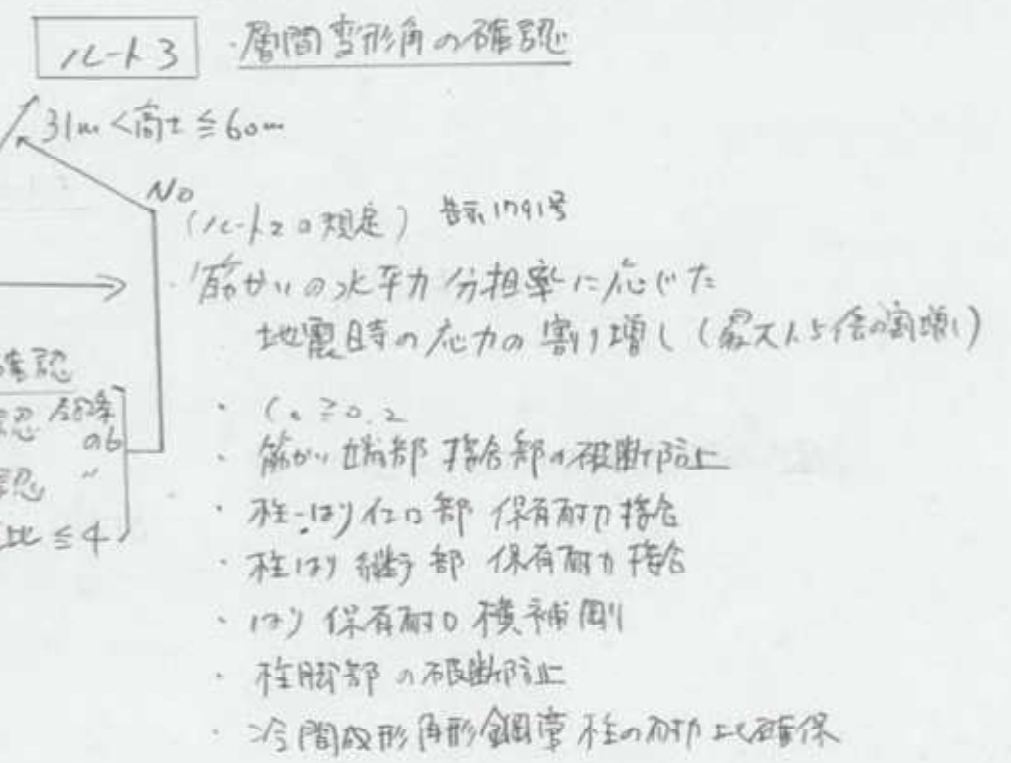 ルート3 ・層間変形角の確認
31m<高さ≦60m
NO
(ルート2の規定) 告示1791号
・筋かいの水平力分担率に応じた
地震時の応力の割り増し(最大1.5倍の割増し)
確認
・C₀≧0.2
認 の6
・筋かい端部 接合部の破断防止
認 〃
・柱-はり仕口部 保有耐力接合
比≦4
・柱はり継手部 保有耐力接合
・はり 保有耐力横補剛
・柱脚部の破断防止
・冷間成形角形鋼管柱の耐力比確保